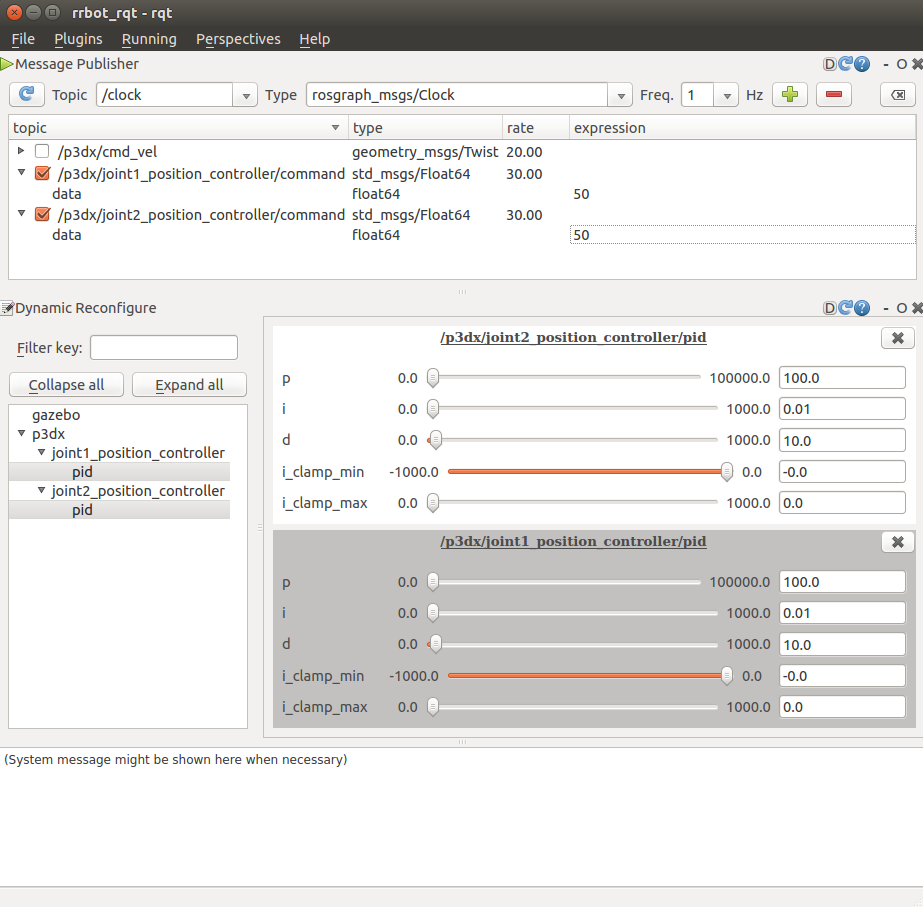 rrbot_rqt - rqt
File Plugins Running Perspectives Help
Message Publisher D ? - O
Topic /clock Type rosgraph_msgs/Clock Freq. 1 Hz
topic type rate expression
/p3dx/cmd_vel geometry_msgs/Twist 20.00
/p3dx/joint1_position_controller/command std_msgs/Float64 30.00
data float64 50
/p3dx/joint2_position_controller/command std_msgs/Float64 30.00
data float64 50
Dynamic Reconfigure D ? - O
Filter key:
Collapse all Expand all
gazebo
p3dx
joint1_position_controller
pid
joint2_position_controller
pid
/p3dx/joint2_position_controller/pid
p 0.0 100000.0 100.0
i 0.0 1000.0 0.01
d 0.0 1000.0 10.0
i_clamp_min -1000.0 0.0 -0.0
i_clamp_max 0.0 1000.0 0.0
/p3dx/joint1_position_controller/pid
p 0.0 100000.0 100.0
i 0.0 1000.0 0.01
d 0.0 1000.0 10.0
i_clamp_min -1000.0 0.0 -0.0
i_clamp_max 0.0 1000.0 0.0
(System message might be shown here when necessary)